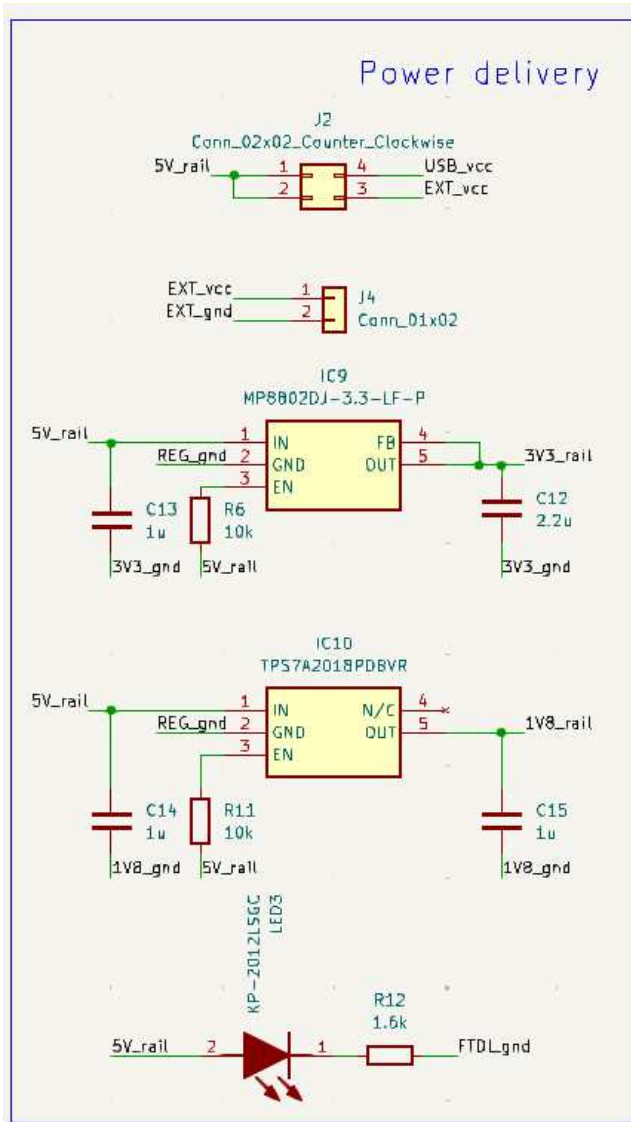 Power delivery
J2
Conn_02x02_Counter_Clockwise
5V_rail 1 4 USB_vcc
2 3 EXT_vcc
EXT_vcc 1 J4
EXT_gnd 2 Conn_01x02
IC9
MP8802DJ-3.3-LF-P
5V_rail 1 IN FB 4
REG_gnd 2 GND OUT 5 3V3_rail
3 EN
C13 R6 C12
1u 10k 2.2u
3V3_gnd 5V_rail 3V3_gnd
IC10
TPS7A2018PDBVR
5V_rail 1 IN N/C 4
REG_gnd 2 GND OUT 5 1V8_rail
3 EN
C14 R11 C15
1u 10k 1u
1V8_gnd 5V_rail 1V8_gnd
KP-2012LSGC
LED3
R12
1.6k
5V_rail 2 1 FTDI_gnd